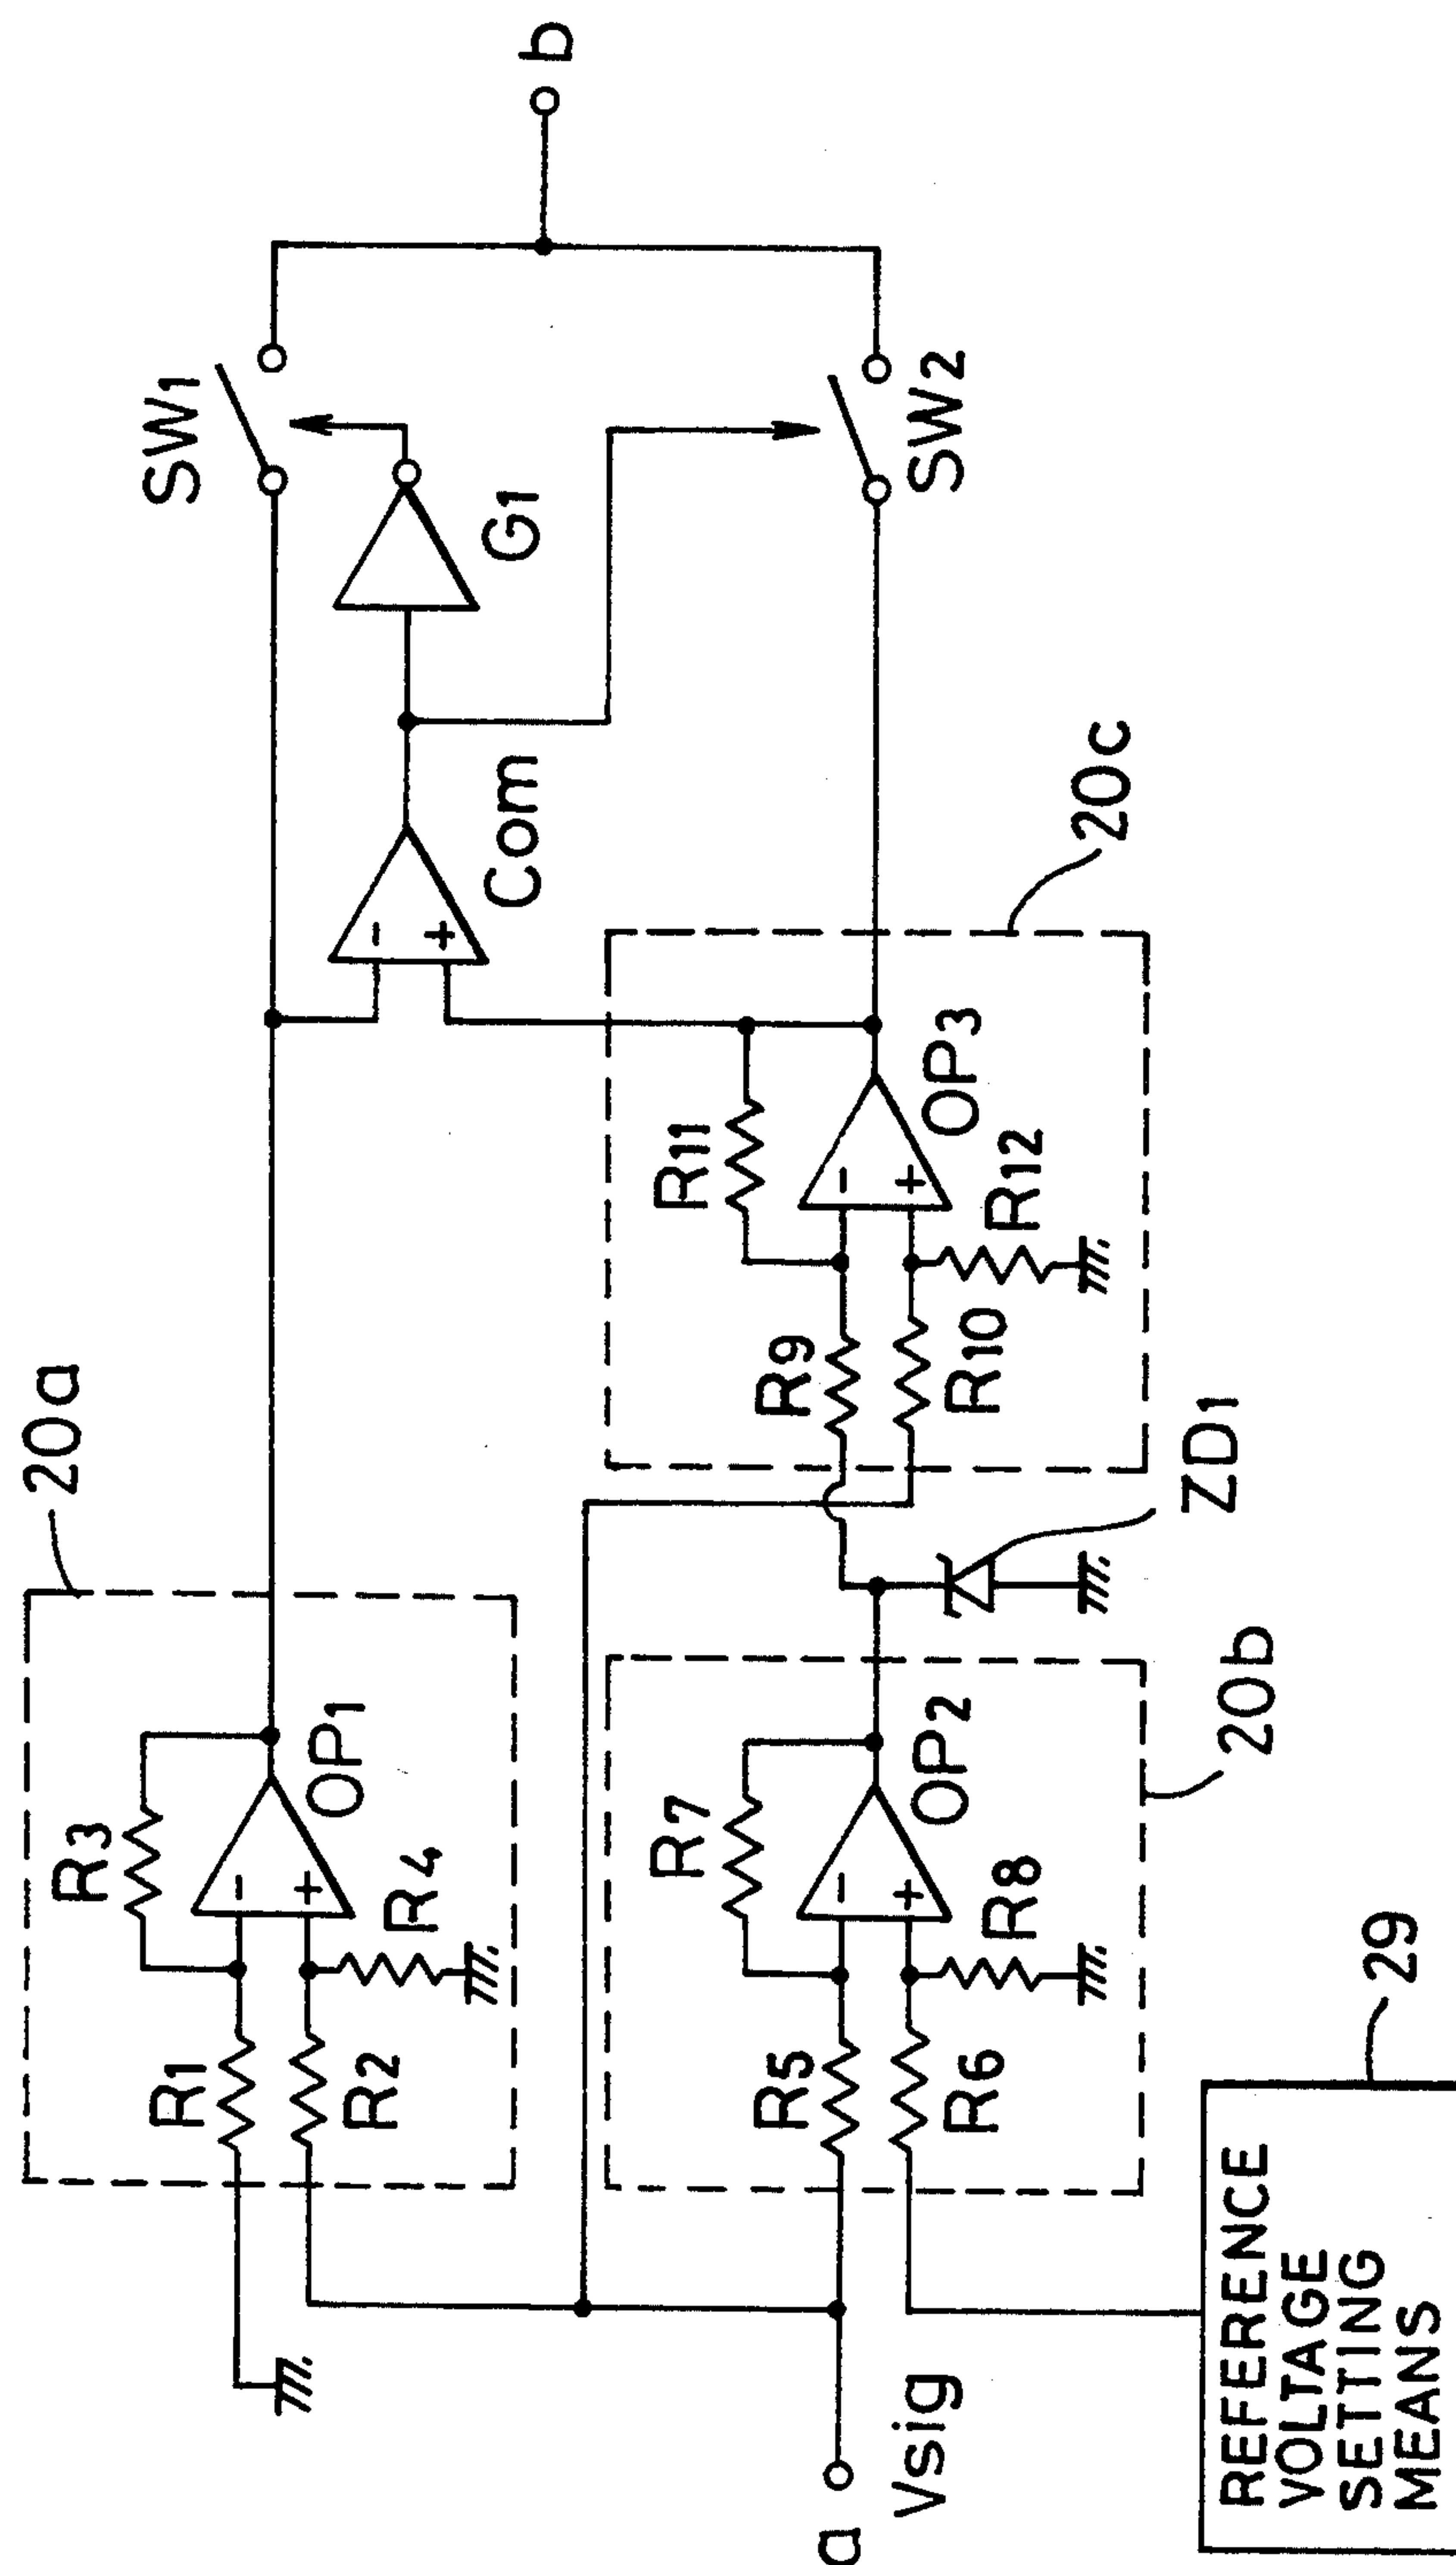 20a
R3
R1
OP1
R2
R4
SW1
G1
Com
b
R7
R5
OP2
R6
R8
R11
R9
OP3
R10
R12
SW2
20c
ZD1
20b
a
Vsig
29
REFERENCE
VOLTAGE
SETTING
MEANS